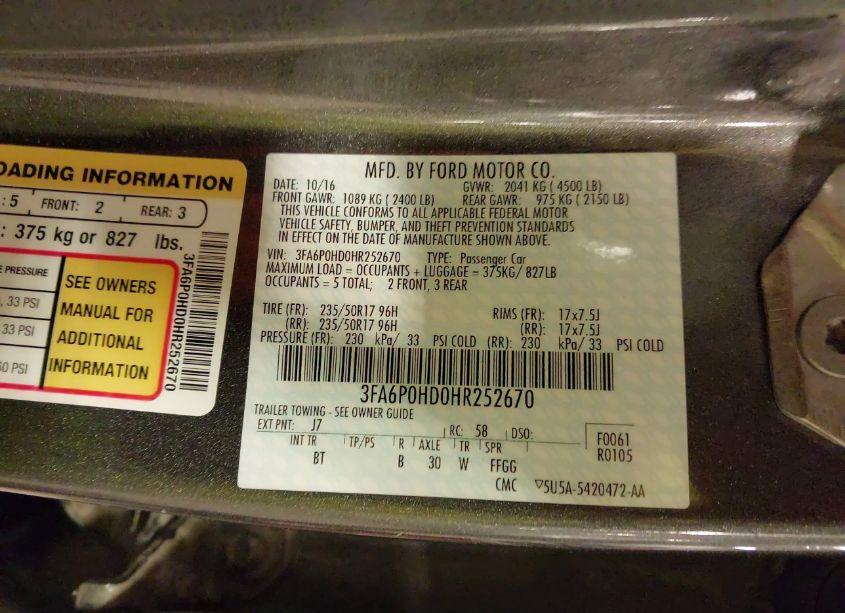 OADING INFORMATION
: 5 FRONT: 2 REAR: 3
: 375 kg or 827 lbs.
E PRESSURE
, 33 PSI
33 PSI
60 PSI
SEE OWNERS
MANUAL FOR
ADDITIONAL
INFORMATION
3FA6P0HD0HR252670
MFD. BY FORD MOTOR CO.
DATE: 10/16 GVWR: 2041 KG ( 4500 LB)
FRONT GAWR: 1089 KG ( 2400 LB) REAR GAWR: 975 KG ( 2150 LB)
THIS VEHICLE CONFORMS TO ALL APPLICABLE FEDERAL MOTOR
VEHICLE SAFETY, BUMPER, AND THEFT PREVENTION STANDARDS
IN EFFECT ON THE DATE OF MANUFACTURE SHOWN ABOVE.
VIN: 3FA6P0HD0HR252670 TYPE: Passenger Car
MAXIMUM LOAD = OCCUPANTS + LUGGAGE = 375KG/ 827LB
OCCUPANTS = 5 TOTAL; 2 FRONT, 3 REAR
TIRE (FR): 235/50R17 96H RIMS (FR): 17x7.5J
(RR): 235/50R17 96H (RR): 17x7.5J
PRESSURE (FR): 230 kPa/ 33 PSI COLD (RR): 230 kPa/ 33 PSI COLD
3FA6P0HD0HR252670
TRAILER TOWING - SEE OWNER GUIDE
EXT PNT: J7 RC: 58 DSO: F0061
R0105
INT TR TP/PS R AXLE TR SPR
BT B 30 W FFGG
CMC ▽5U5A-5420472-AA